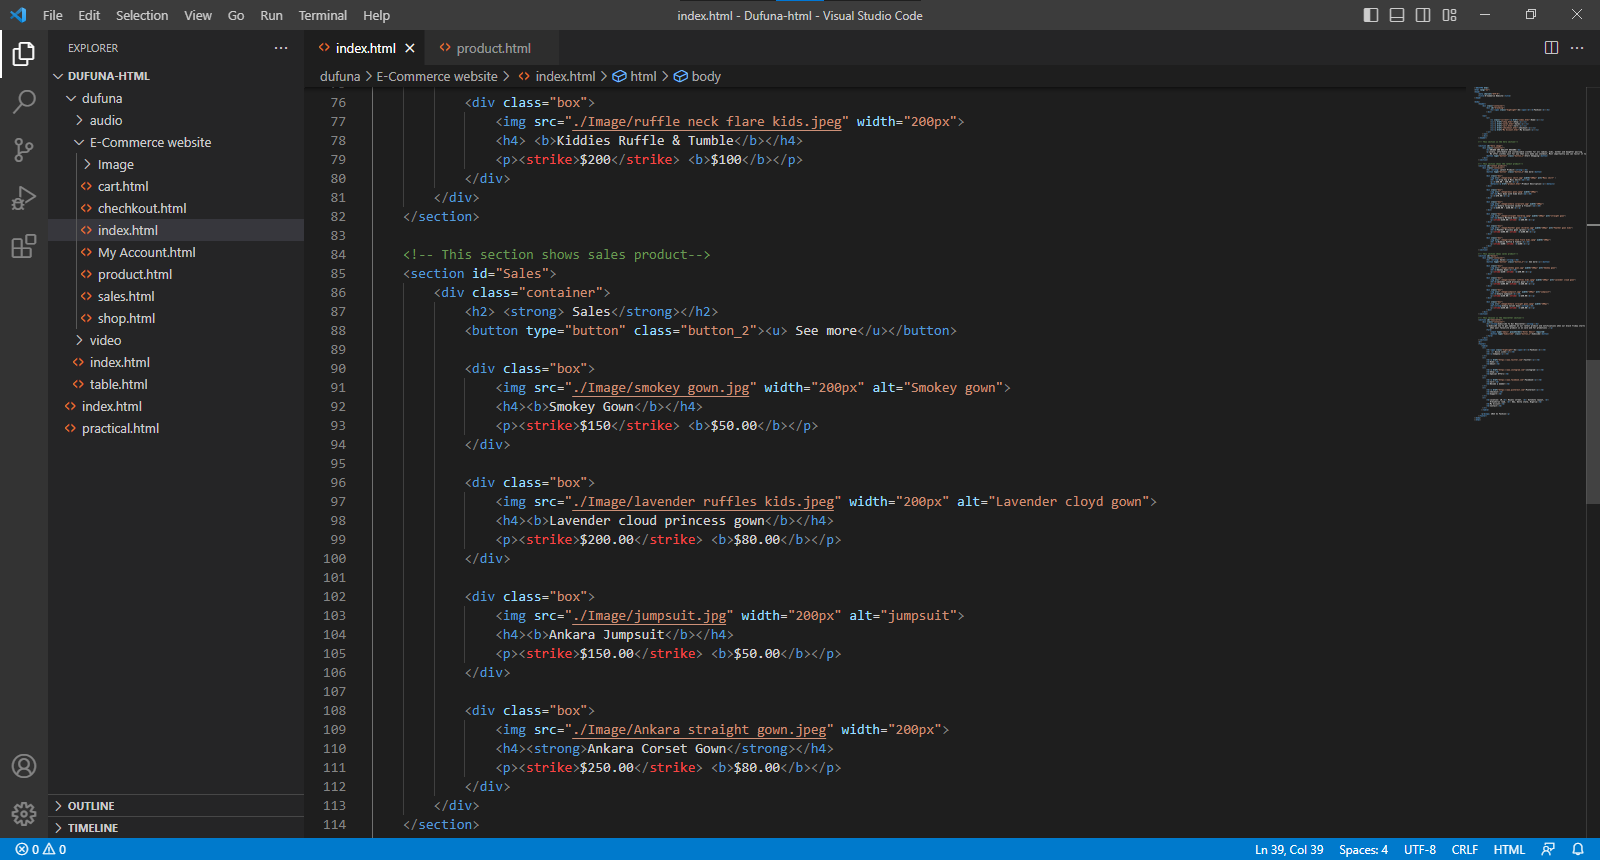 File Edit Selection View Go Run Terminal Help
index.html - Dufuna-html - Visual Studio Code
EXPLORER
DUFUNA-HTML
dufuna
audio
E-Commerce website
Image
cart.html
chechkout.html
index.html
My Account.html
product.html
sales.html
shop.html
video
index.html
table.html
index.html
practical.html
OUTLINE
TIMELINE
index.html product.html
dufuna > E-Commerce website > index.html > html > body
76 <div class="box">
77 <img src="./Image/ruffle neck flare kids.jpeg" width="200px">
78 <h4> <b>Kiddies Ruffle & Tumble</b></h4>
79 <p><strike>$200</strike> <b>$100</b></p>
80 </div>
81 </div>
82 </section>
83
84 <!-- This section shows sales product-->
85 <section id="Sales">
86 <div class="container">
87 <h2> <strong> Sales</strong></h2>
88 <button type="button" class="button_2"><u> See more</u></button>
89
90 <div class="box">
91 <img src="./Image/smokey gown.jpg" width="200px" alt="Smokey gown">
92 <h4><b>Smokey Gown</b></h4>
93 <p><strike>$150</strike> <b>$50.00</b></p>
94 </div>
95
96 <div class="box">
97 <img src="./Image/lavender ruffles kids.jpeg" width="200px" alt="Lavender cloyd gown">
98 <h4><b>Lavender cloud princess gown</b></h4>
99 <p><strike>$200.00</strike> <b>$80.00</b></p>
100 </div>
101
102 <div class="box">
103 <img src="./Image/jumpsuit.jpg" width="200px" alt="jumpsuit">
104 <h4><b>Ankara Jumpsuit</b></h4>
105 <p><strike>$150.00</strike> <b>$50.00</b></p>
106 </div>
107
108 <div class="box">
109 <img src="./Image/Ankara straight gown.jpeg" width="200px">
110 <h4><strong>Ankara Corset Gown</strong></h4>
111 <p><strike>$250.00</strike> <b>$80.00</b></p>
112 </div>
113 </div>
114 </section>
0 0 Ln 39, Col 39 Spaces: 4 UTF-8 CRLF HTML